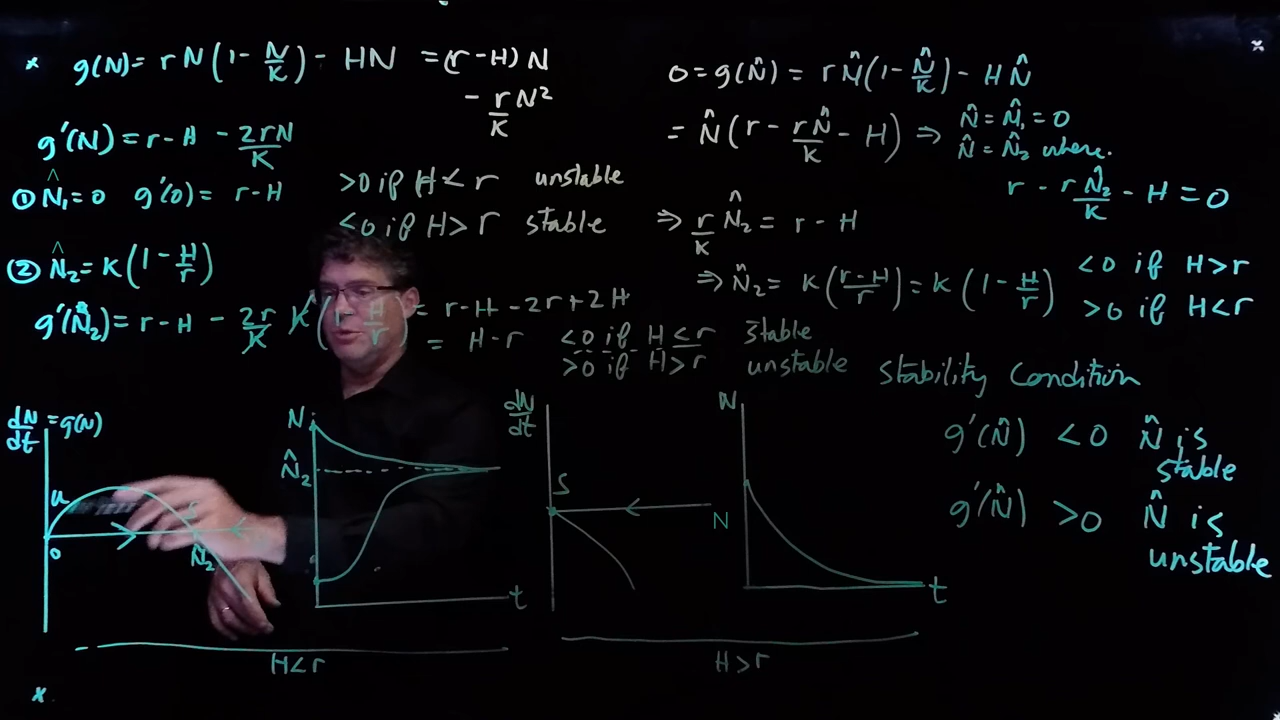 * g(N) = rN(1 - N/K) - HN = (r-H)N
- r/K N²
g'(N) = r - H - 2rN/K
① N̂₁ = 0 g'(0) = r - H >0 if H < r unstable
<0 if H > r stable
② N̂₂ = K(1 - H/r)
g'(N̂₂) = r - H - 2r/K K( H/r) = r - H - 2r + 2H
= H - r <0 if H < r stable
>0 if H > r unstable
0 = g(N̂) = rN̂(1 - N̂/K) - HN̂
= N̂(r - rN̂/K - H) ⇒ N̂ = N̂₁ = 0
N̂ = N̂₂ where.
r - rN̂₂/K - H = 0
⇒ r/K N̂₂ = r - H
⇒ N̂₂ = K((r-H)/r) = K(1 - H/r) <0 if H > r
>0 if H < r
Stability Condition
g'(N̂) < 0 N̂ is
stable
g'(N̂) > 0 N̂ is
unstable
dN/dt = g(N)
u
S
0
N̂₂
N
N̂₂
t
H < r
dN/dt
S
N
N
t
H > r
*
*